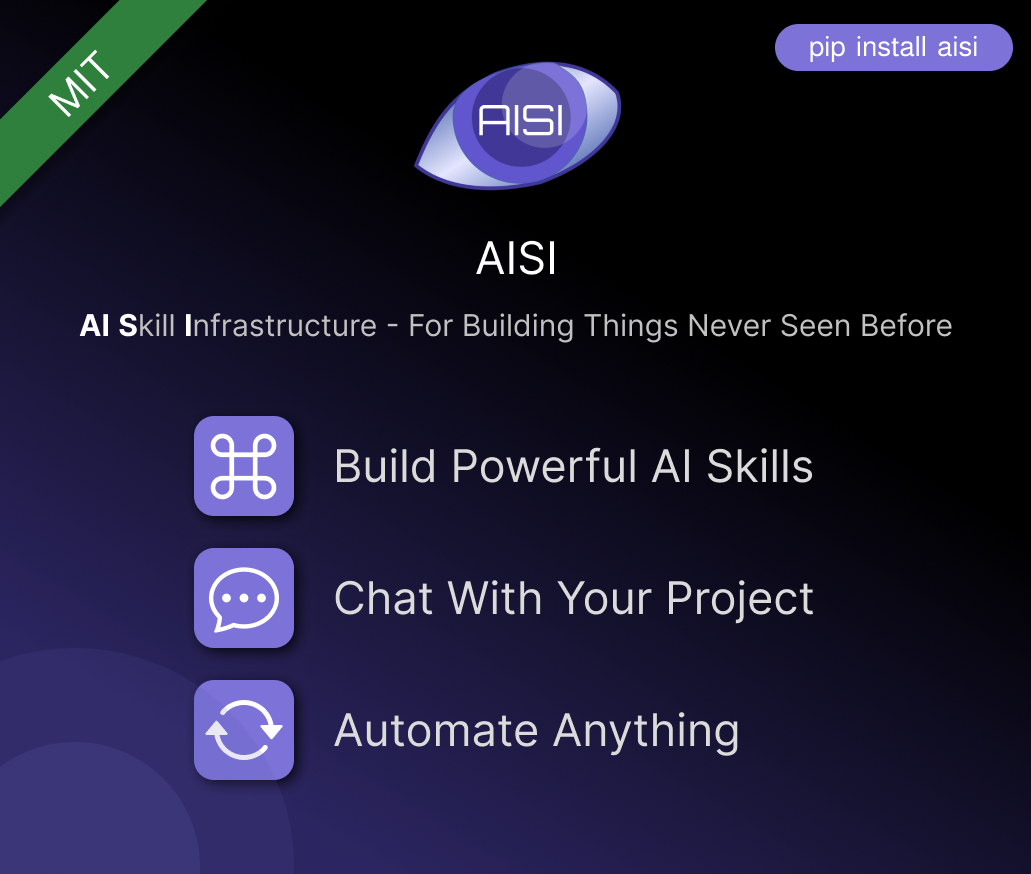 MIT
pip install aisi
AISI
AISI
AI Skill Infrastructure - For Building Things Never Seen Before
Build Powerful AI Skills
Chat With Your Project
Automate Anything